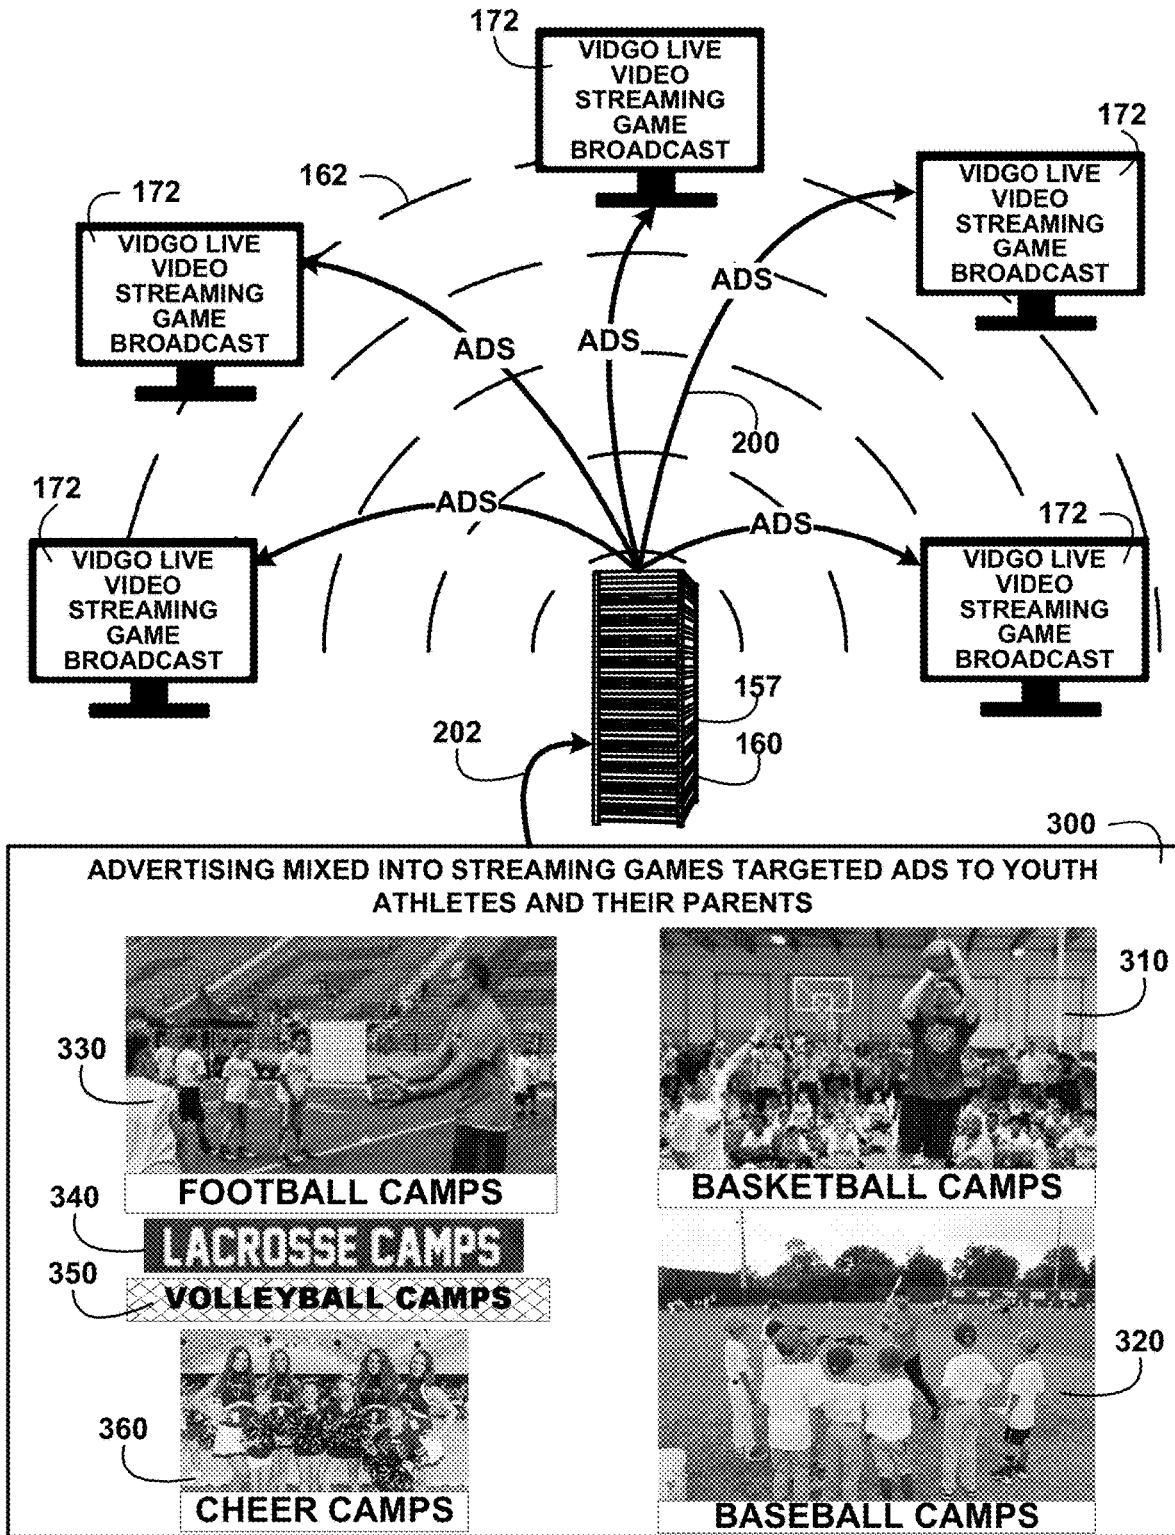 172
VIDGO LIVE
VIDEO
STREAMING
GAME
BROADCAST
172
VIDGO LIVE
VIDEO
STREAMING
GAME
BROADCAST
162
172
VIDGO LIVE
VIDEO
STREAMING
GAME
BROADCAST
ADS
ADS
ADS
200
172
VIDGO LIVE
VIDEO
STREAMING
GAME
BROADCAST
ADS
ADS
172
VIDGO LIVE
VIDEO
STREAMING
GAME
BROADCAST
157
202
160
300
ADVERTISING MIXED INTO STREAMING GAMES TARGETED ADS TO YOUTH
ATHLETES AND THEIR PARENTS
330
FOOTBALL CAMPS
310
BASKETBALL CAMPS
340
LACROSSE CAMPS
350
VOLLEYBALL CAMPS
360
CHEER CAMPS
320
BASEBALL CAMPS